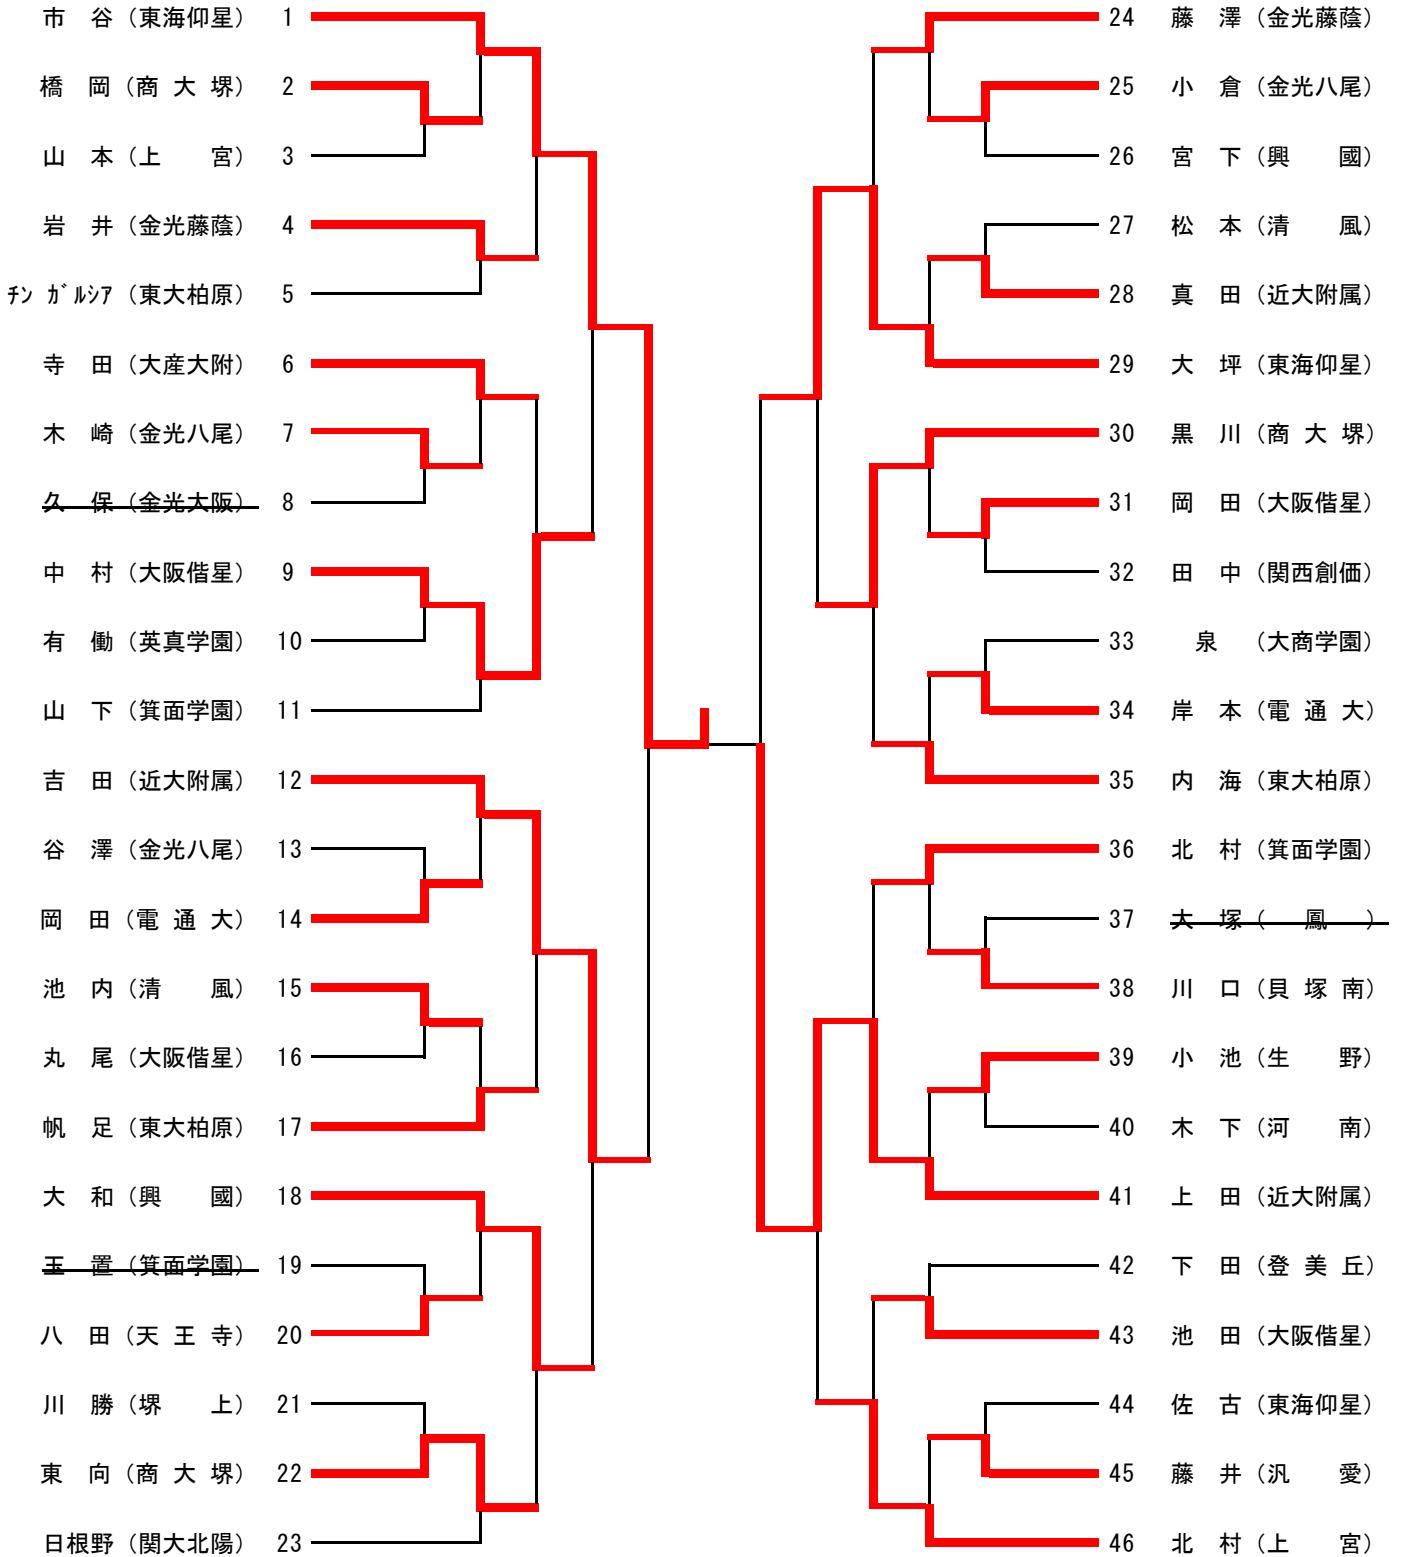 市　谷（東海仰星） 1
橋　岡（商 大 堺） 2
山　本（上　　宮） 3
岩　井（金光藤蔭） 4
ﾁﾝ ｶﾞﾙｼｱ（東大柏原） 5
寺　田（大産大附） 6
木　崎（金光八尾） 7
久　保（金光大阪） 8
中　村（大阪偕星） 9
有　働（英真学園） 10
山　下（箕面学園） 11
吉　田（近大附属） 12
谷　澤（金光八尾） 13
岡　田（電 通 大） 14
池　内（清　　風） 15
丸　尾（大阪偕星） 16
帆　足（東大柏原） 17
大　和（興　　國） 18
玉　置（箕面学園） 19
八　田（天 王 寺） 20
川　勝（堺　　上） 21
東　向（商 大 堺） 22
日根野（関大北陽） 23
24 藤　澤（金光藤蔭）
25 小　倉（金光八尾）
26 宮　下（興　　國）
27 松　本（清　　風）
28 真　田（近大附属）
29 大　坪（東海仰星）
30 黒　川（商 大 堺）
31 岡　田（大阪偕星）
32 田　中（関西創価）
33 　泉　（大商学園）
34 岸　本（電 通 大）
35 内　海（東大柏原）
36 北　村（箕面学園）
37 大　塚（　鳳　）
38 川　口（貝 塚 南）
39 小　池（生　　野）
40 木　下（河　　南）
41 上　田（近大附属）
42 下　田（登 美 丘）
43 池　田（大阪偕星）
44 佐　古（東海仰星）
45 藤　井（汎　　愛）
46 北　村（上　　宮）